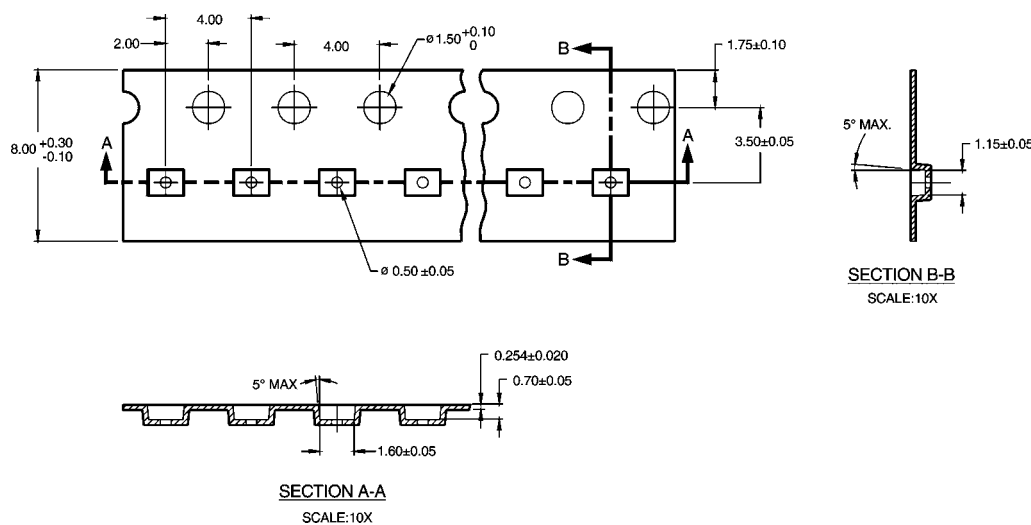 4.00
2.00
4.00
ø1.50 +0.10 0
B
1.75±0.10
A
8.00 +0.30 -0.10
3.50±0.05
A
5° MAX.
1.15±0.05
B
ø 0.50±0.05
SECTION B-B
SCALE:10X
0.254±0.020
5° MAX
0.70±0.05
1.60±0.05
SECTION A-A
SCALE:10X